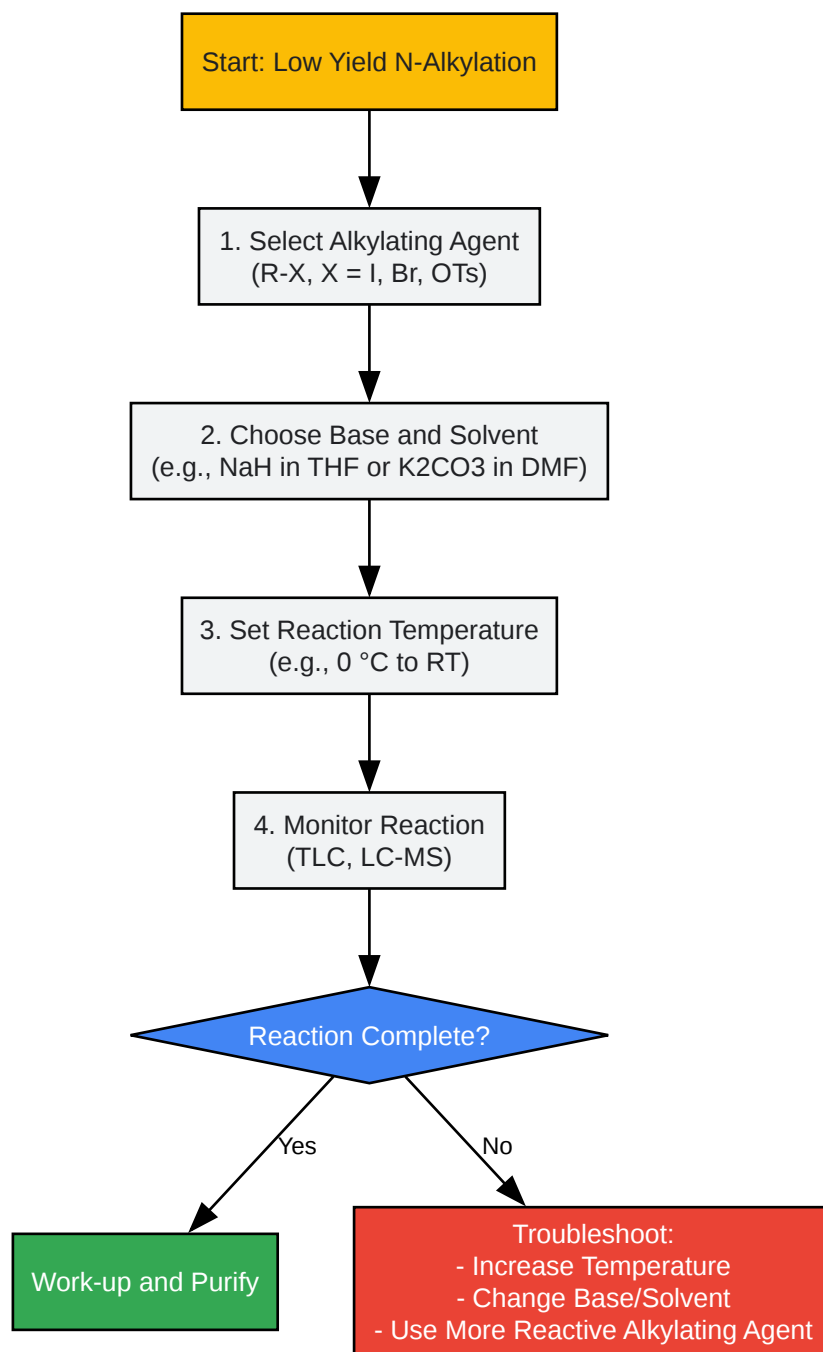 Start: Low Yield N-Alkylation
1. Select Alkylating Agent
(R-X, X = I, Br, OTs)
2. Choose Base and Solvent
(e.g., NaH in THF or K2CO3 in DMF)
3. Set Reaction Temperature
(e.g., 0 °C to RT)
4. Monitor Reaction
(TLC, LC-MS)
Reaction Complete?
Yes
No
Work-up and Purify
Troubleshoot:
- Increase Temperature
- Change Base/Solvent
- Use More Reactive Alkylating Agent